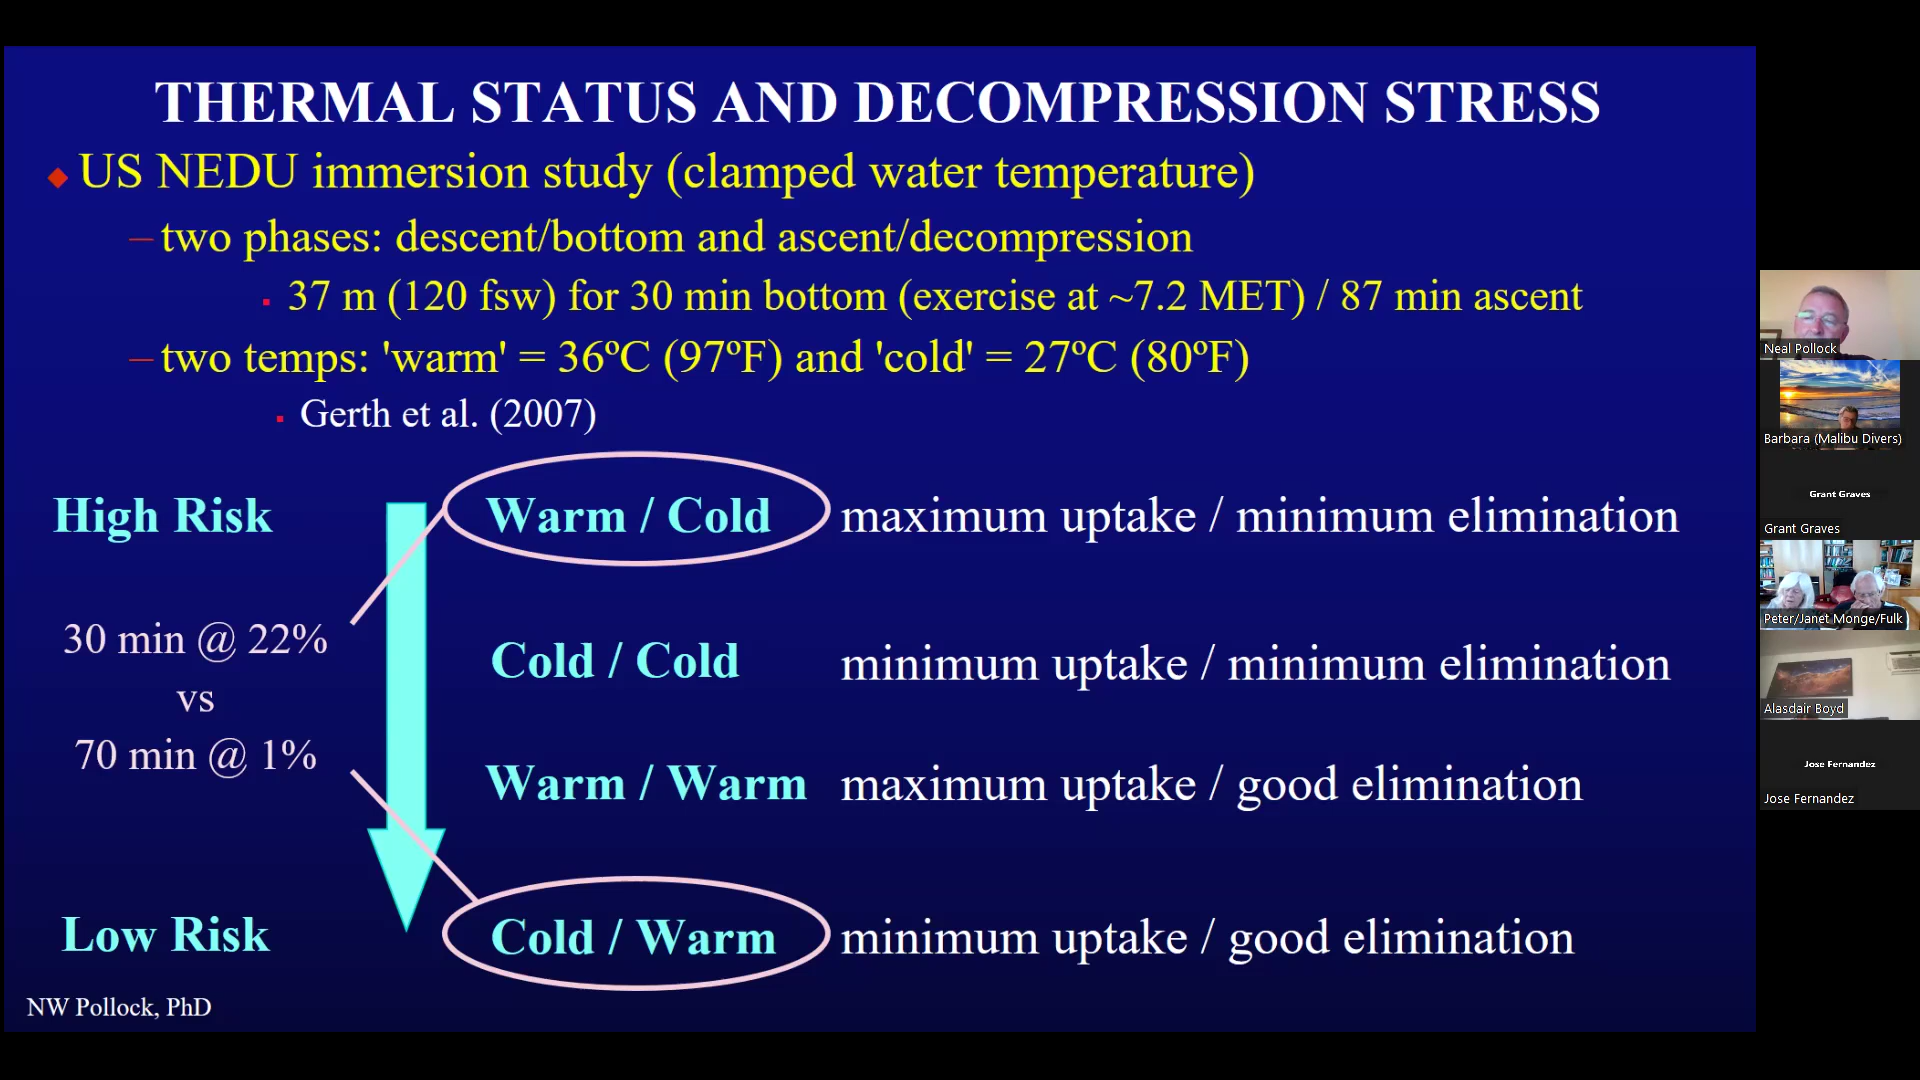 THERMAL STATUS AND DECOMPRESSION STRESS
US NEDU immersion study (clamped water temperature)
– two phases: descent/bottom and ascent/decompression
37 m (120 fsw) for 30 min bottom (exercise at ~7.2 MET) / 87 min ascent
– two temps: 'warm' = 36ºC (97ºF) and 'cold' = 27ºC (80ºF)
Gerth et al. (2007)
High Risk
Warm / Cold
maximum uptake / minimum elimination
30 min @ 22%
vs
70 min @ 1%
Cold / Cold
minimum uptake / minimum elimination
Warm / Warm
maximum uptake / good elimination
Low Risk
Cold / Warm
minimum uptake / good elimination
NW Pollock, PhD
Neal Pollock
Barbara (Malibu Divers)
Grant Graves
Grant Graves
Peter/Janet Monge/Fulk
Alasdair Boyd
Jose Fernandez
Jose Fernandez